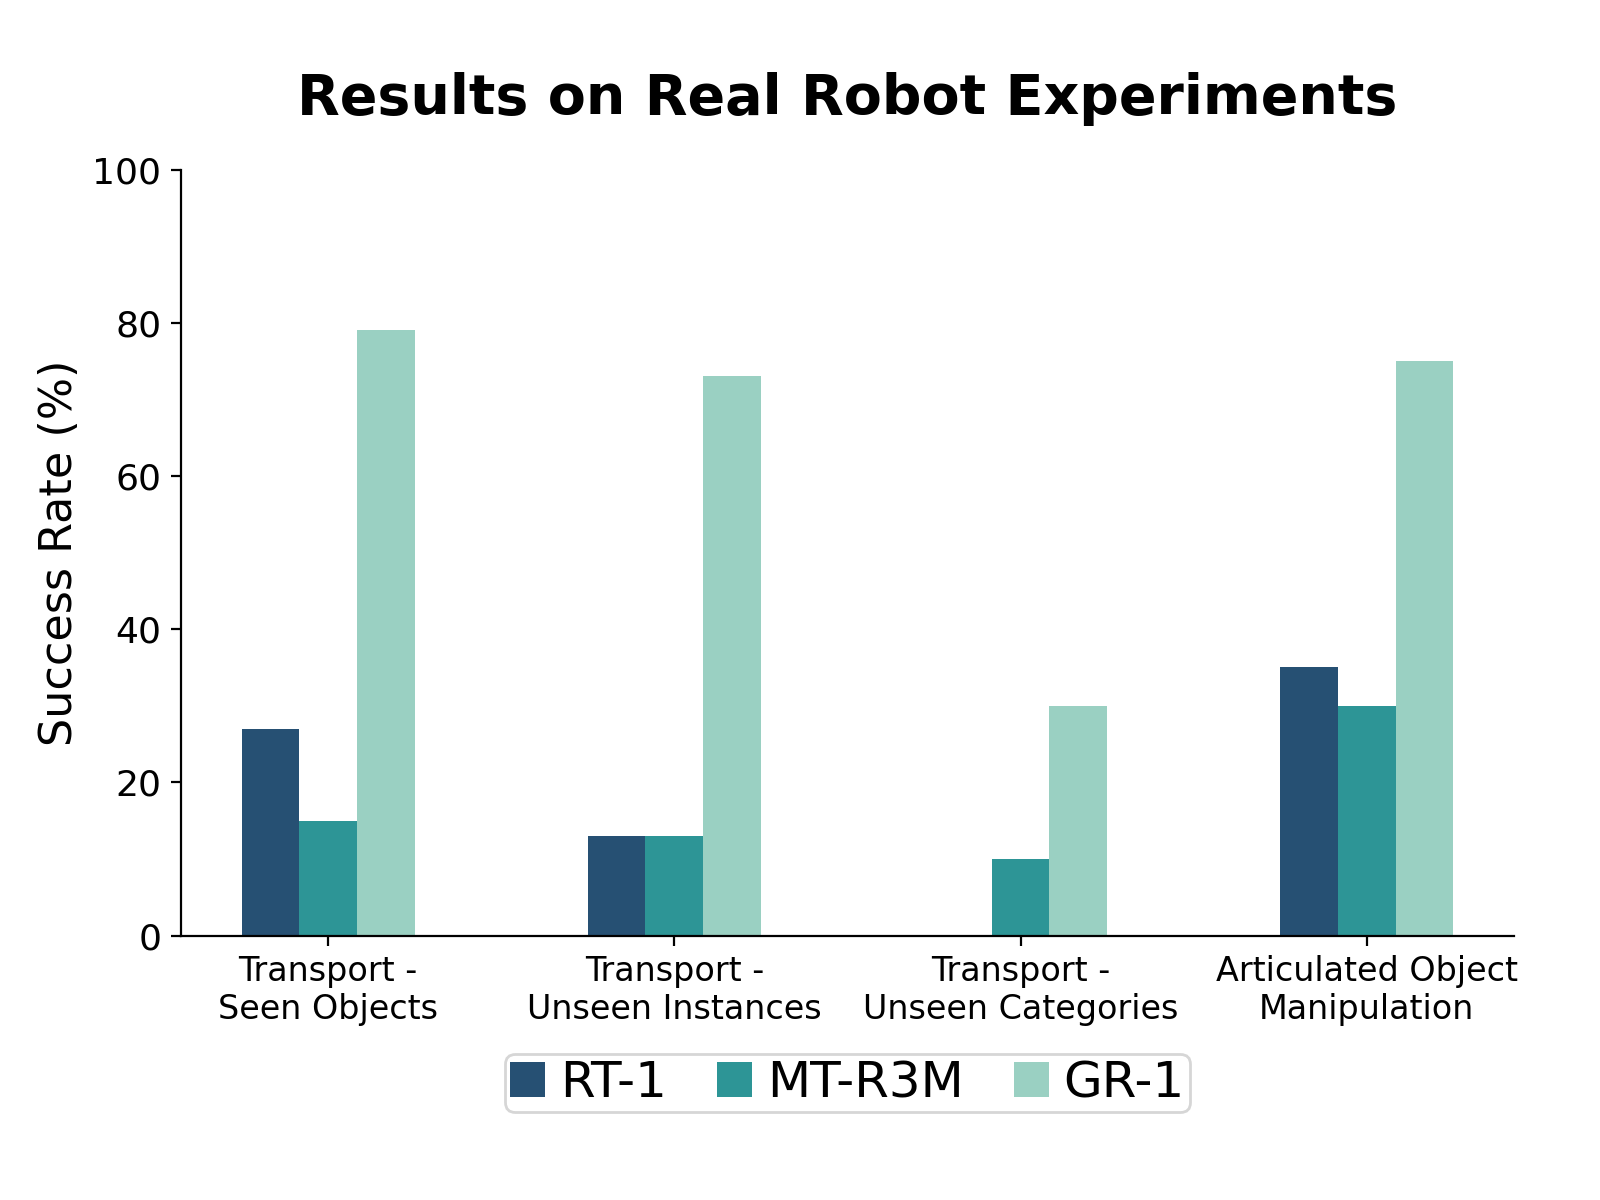 Results on Real Robot Experiments
100
80
60
40
20
0
Success Rate (%)
Transport -
Seen Objects
Transport -
Unseen Instances
Transport -
Unseen Categories
Articulated Object
Manipulation
RT-1
MT-R3M
GR-1